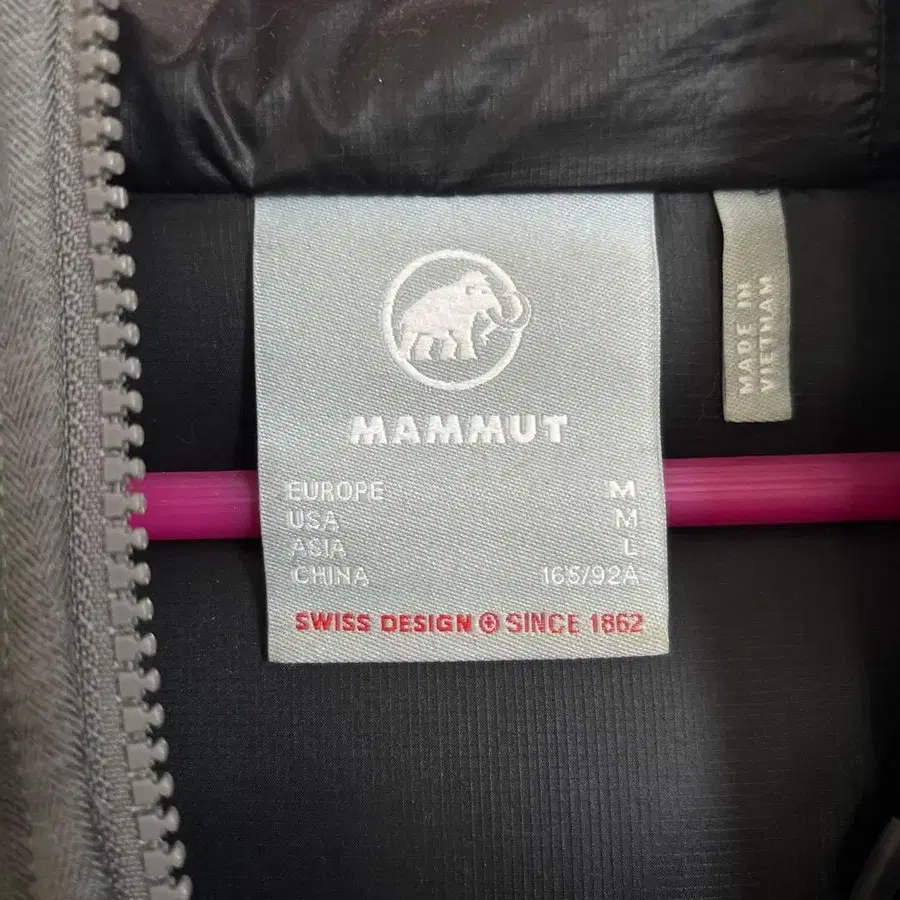 MAMMUT
EUROPE M
USA M
ASIA L
CHINA 165/92A
SWISS DESIGN SINCE 1862
MADE IN
VIETNAM